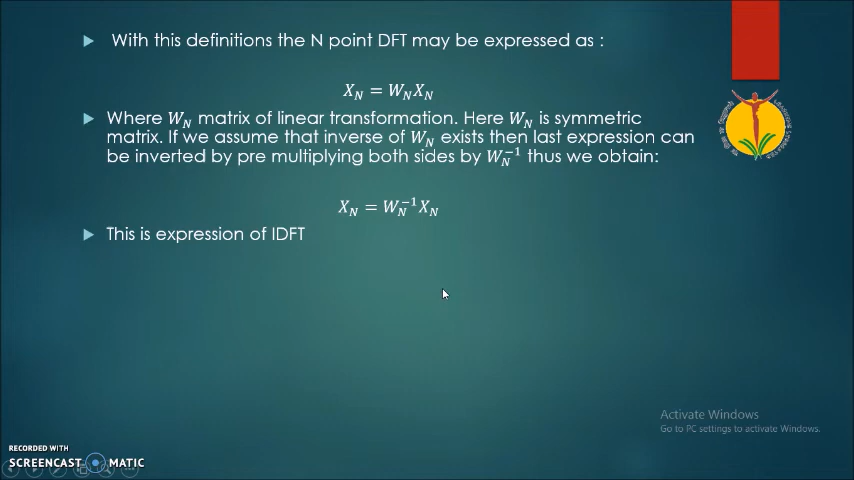 With this definitions the N point DFT may be expressed as :
X_N = W_N X_N
Where W_N matrix of linear transformation. Here W_N is symmetric
matrix. If we assume that inverse of W_N exists then last expression can
be inverted by pre multiplying both sides by W_N^{-1} thus we obtain:
X_N = W_N^{-1} X_N
This is expression of IDFT
Activate Windows
Go to PC settings to activate Windows.
RECORDED WITH
SCREENCAST MATIC